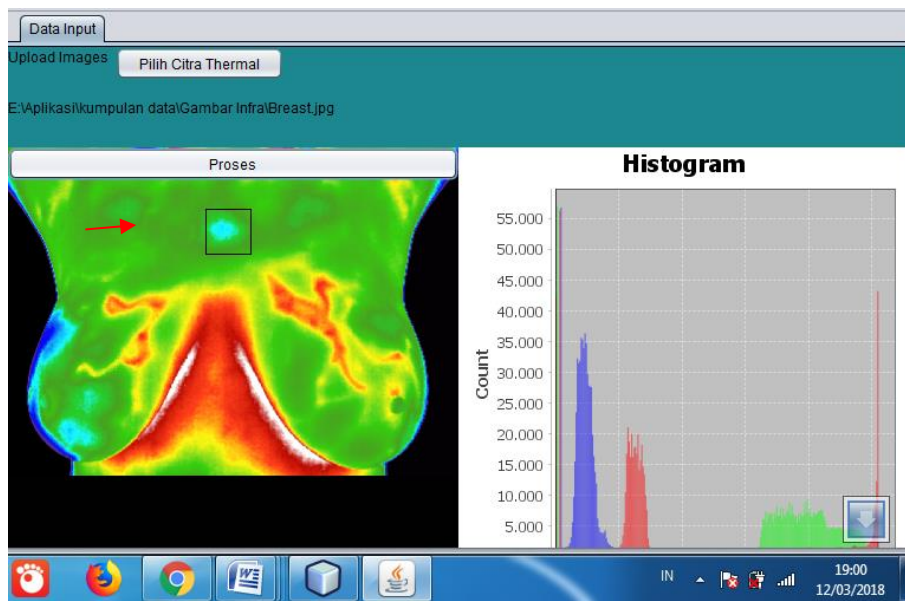 Data Input
Upload Images
Pilih Citra Thermal
E:\Aplikasi\kumpulan data\Gambar Infra\Breast.jpg
Proses
Histogram
55.000
50.000
45.000
40.000
35.000
30.000
25.000
20.000
15.000
10.000
5.000
Count
IN
19:00
12/03/2018